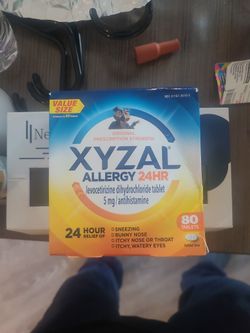 VALUE SIZE
ORIGINAL
PRESCRIPTION STRENGTH
XYZAL
ALLERGY 24HR
levocetirizine dihydrochloride tablet
5 mg / antihistamine
24 HOUR
RELIEF OF
SNEEZING
RUNNY NOSE
ITCHY NOSE OR THROAT
ITCHY, WATERY EYES
80
TABLETS
Ne